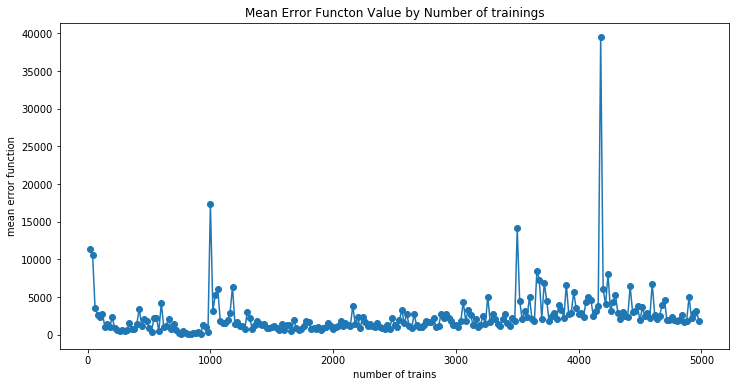 Mean Error Functon Value by Number of trainings
40000
35000
30000
25000
20000
15000
10000
5000
0
mean error function
0 1000 2000 3000 4000 5000
number of trains